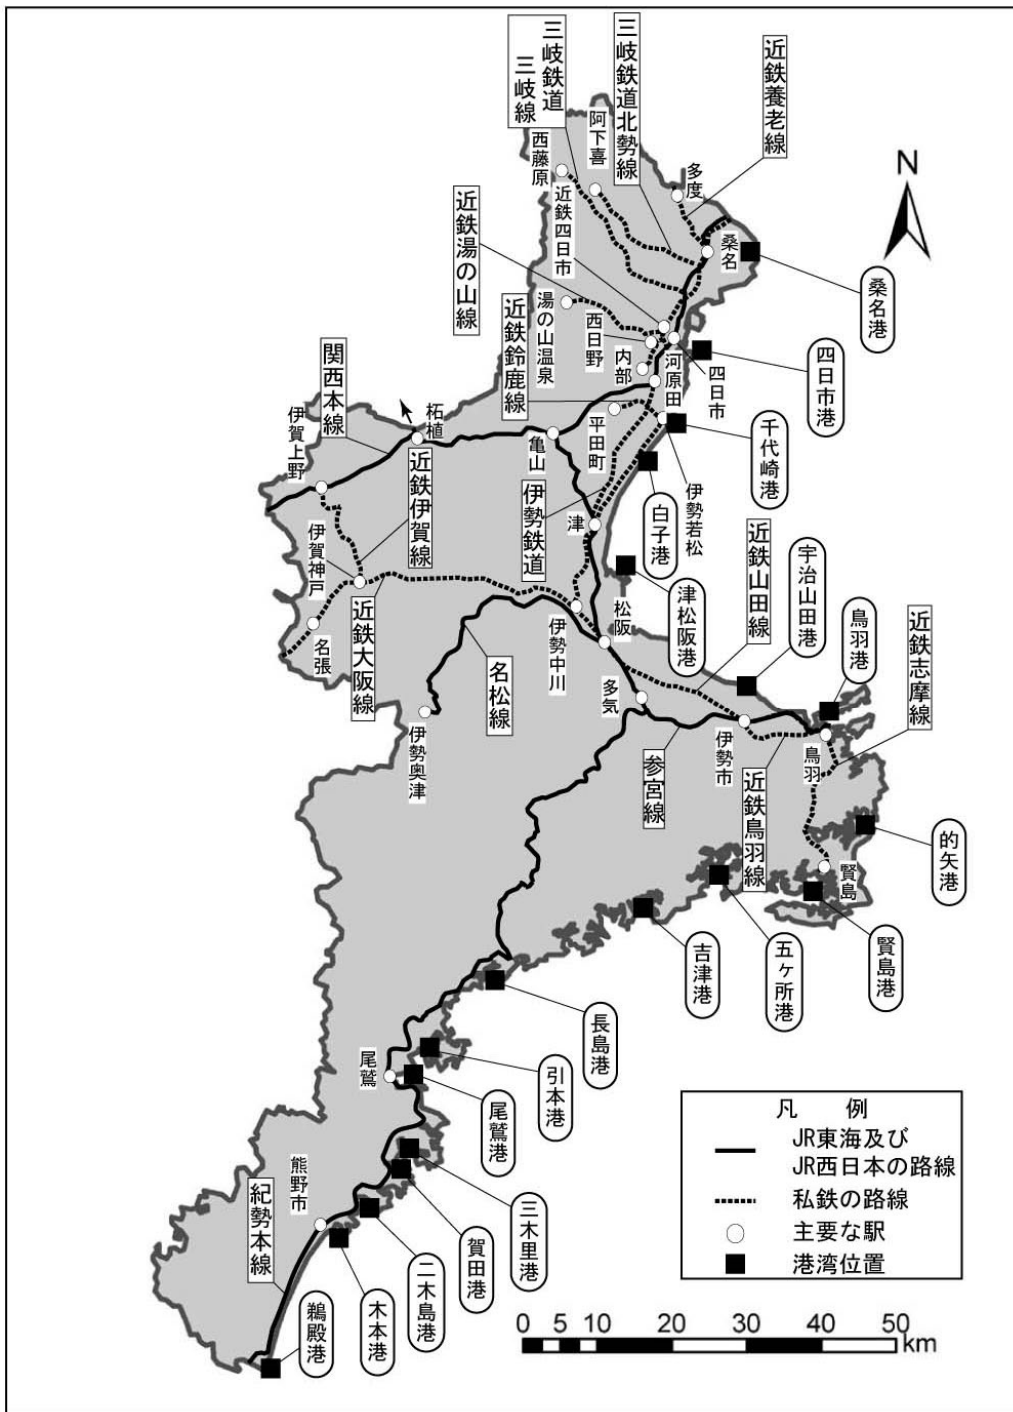 三岐鉄道
三岐線
三岐鉄道北勢線
近鉄養老線
阿下喜
西藤原
多度
近鉄四日市
近鉄湯の山線
桑名
桑名港
N
湯の山温泉
近鉄鈴鹿線
西日野
内部
河原田
四日市
四日市港
関西本線
伊賀上野
柘植
亀山
平田町
千代崎港
近鉄伊賀線
伊勢鉄道
津
白子港
伊勢若松
伊賀神戸
近鉄山田線
宇治山田港
津松阪港
鳥羽港
近鉄志摩線
名張
近鉄大阪線
名松線
伊勢中川
松阪
多気
伊勢奥津
参宮線
伊勢市
近鉄鳥羽線
鳥羽
的矢港
賢島
賢島港
五ヶ所港
吉津港
長島港
引本港
尾鷲
尾鷲港
三木里港
賀田港
二木島港
木本港
熊野市
紀勢本線
鵜殿港
凡 例
JR東海及び
JR西日本の路線
私鉄の路線
主要な駅
港湾位置
0 5 10 20 30 40 50
km